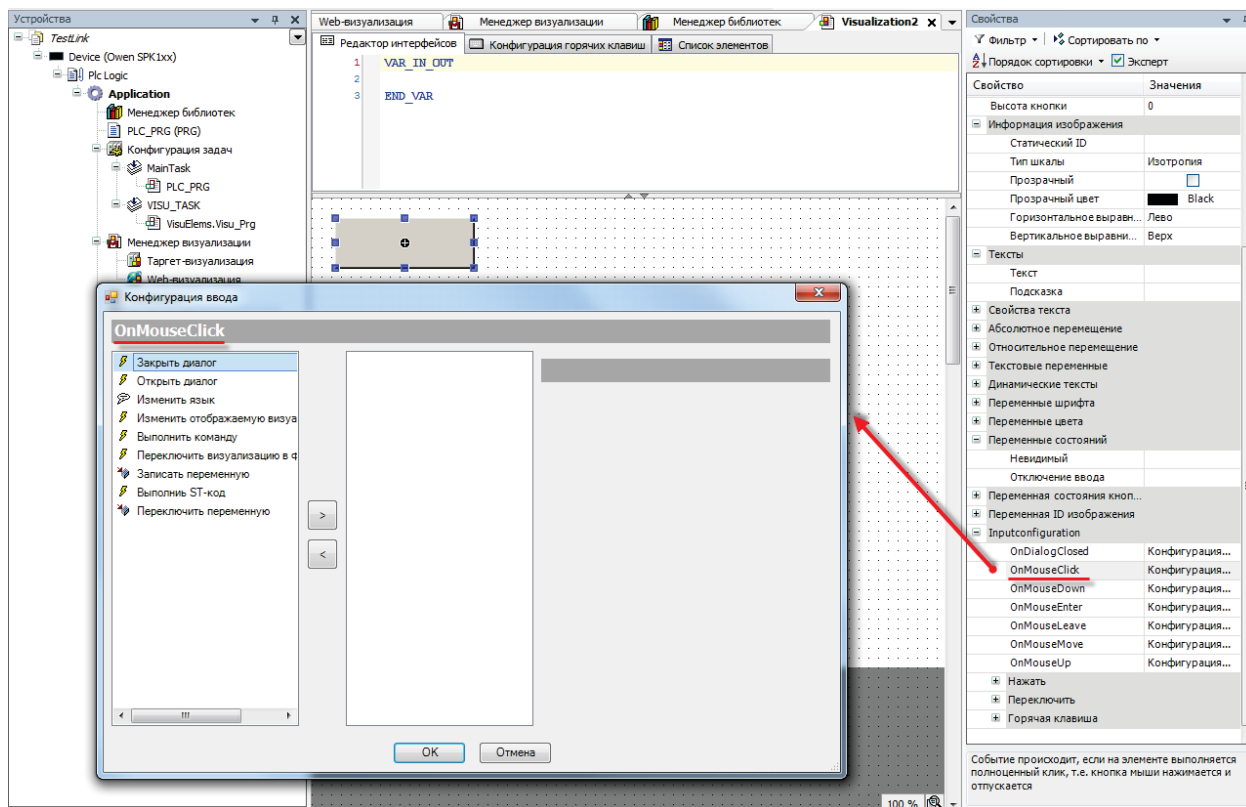 Устройства
TestLink
Device (Owen SPK1xx)
Plc Logic
Application
Менеджер библиотек
PLC_PRG (PRG)
Конфигурация задач
MainTask
PLC_PRG
VISU_TASK
VisuElems.Visu_Prg
Менеджер визуализации
Таргет-визуализация
Web-визуализация
Web-визуализация Менеджер визуализации Менеджер библиотек Visualization2
Редактор интерфейсов Конфигурация горячих клавиш Список элементов
1 VAR_IN_OUT
2
3 END_VAR
100 %
Конфигурация ввода
OnMouseClick
Закрыть диалог
Открыть диалог
Изменить язык
Изменить отображаемую визуа
Выполнить команду
Переключить визуализацию в ф
Записать переменную
Выполниь ST-код
Переключить переменную
>
<
OK Отмена
Свойства
Фильтр Сортировать по
Порядок сортировки Эксперт
Свойство Значения
Высота кнопки 0
Информация изображения
Статический ID
Тип шкалы Изотропия
Прозрачный
Прозрачный цвет Black
Горизонтальное выравн... Лево
Вертикальное выравни... Верх
Тексты
Текст
Подсказка
Свойства текста
Абсолютное перемещение
Относительное перемещение
Текстовые переменные
Динамические тексты
Переменные шрифта
Переменные цвета
Переменные состояний
Невидимый
Отключение ввода
Переменная состояния кноп...
Переменная ID изображения
Inputconfiguration
OnDialogClosed Конфигурация...
OnMouseClick Конфигурация...
OnMouseDown Конфигурация...
OnMouseEnter Конфигурация...
OnMouseLeave Конфигурация...
OnMouseMove Конфигурация...
OnMouseUp Конфигурация...
Нажать
Переключить
Горячая клавиша
Событие происходит, если на элементе выполняется
полноценный клик, т.е. кнопка мыши нажимается и
отпускается